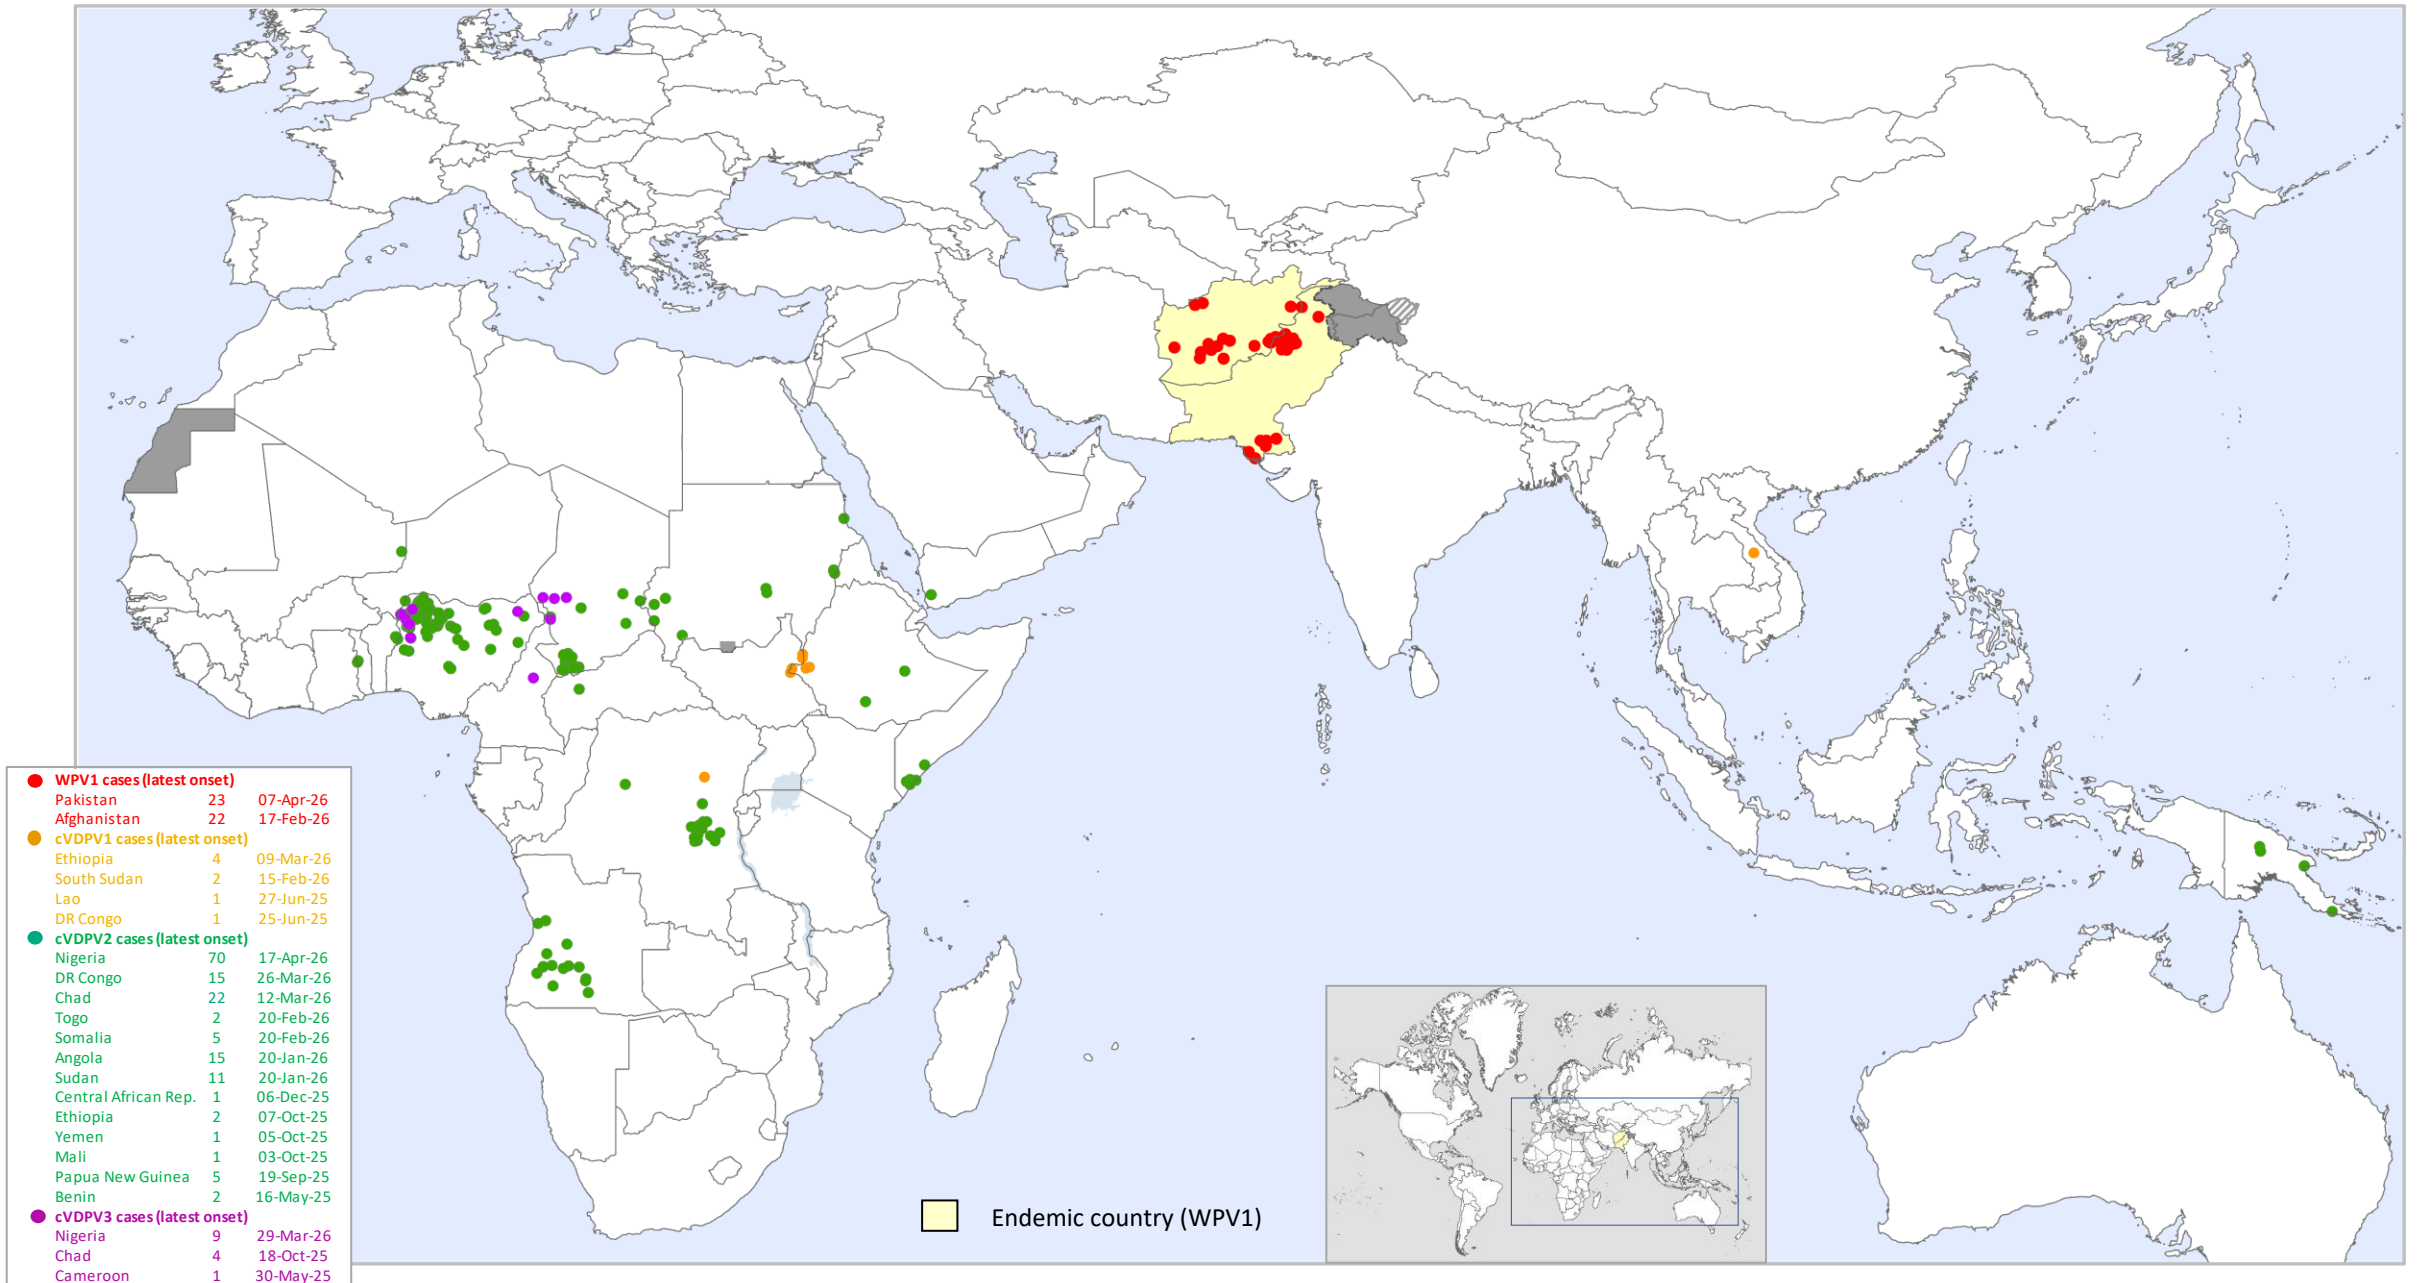 WPV1 cases (latest onset)
Pakistan 23 07-Apr-26
Afghanistan 22 17-Feb-26
cVDPV1 cases (latest onset)
Ethiopia 4 09-Mar-26
South Sudan 2 15-Feb-26
Lao 1 27-Jun-25
DR Congo 1 25-Jun-25
cVDPV2 cases (latest onset)
Nigeria 70 17-Apr-26
DR Congo 15 26-Mar-26
Chad 22 12-Mar-26
Togo 2 20-Feb-26
Somalia 5 20-Feb-26
Angola 15 20-Jan-26
Sudan 11 20-Jan-26
Central African Rep. 1 06-Dec-25
Ethiopia 2 07-Oct-25
Yemen 1 05-Oct-25
Mali 1 03-Oct-25
Papua New Guinea 5 19-Sep-25
Benin 2 16-May-25
cVDPV3 cases (latest onset)
Nigeria 9 29-Mar-26
Chad 4 18-Oct-25
Cameroon 1 30-May-25
Endemic country (WPV1)